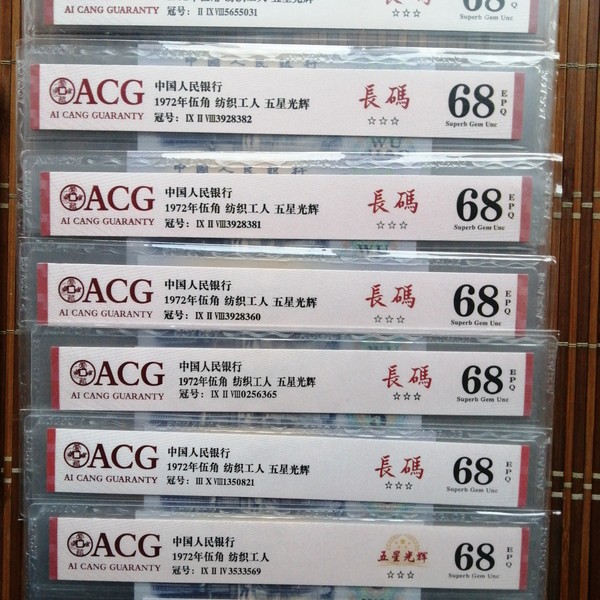 AI CANG GUARANTY
冠号: II IX VIII5655031
☆☆☆
ACG
AI CANG GUARANTY
中国人民银行
1972年伍角 纺织工人 五星光辉
冠号: IX II VIII3928382
長碼
☆☆☆
68
EPQ
Superb Gem Unc
ACG
AI CANG GUARANTY
中国人民银行
1972年伍角 纺织工人 五星光辉
冠号: IX II VIII3928381
長碼
☆☆☆
68
EPQ
Superb Gem Unc
ACG
AI CANG GUARANTY
中国人民银行
1972年伍角 纺织工人 五星光辉
冠号: IX II VIII3928360
長碼
☆☆☆
68
EPQ
Superb Gem Unc
ACG
AI CANG GUARANTY
中国人民银行
1972年伍角 纺织工人 五星光辉
冠号: IX II VIII0256365
長碼
☆☆☆
68
EPQ
Superb Gem Unc
ACG
AI CANG GUARANTY
中国人民银行
1972年伍角 纺织工人 五星光辉
冠号: III X VIII1350821
長碼
☆☆☆
68
EPQ
Superb Gem Unc
ACG
AI CANG GUARANTY
中国人民银行
1972年伍角 纺织工人
冠号: IX II IV3533569
五星光辉
☆☆☆
68
EPQ
Superb Gem Unc